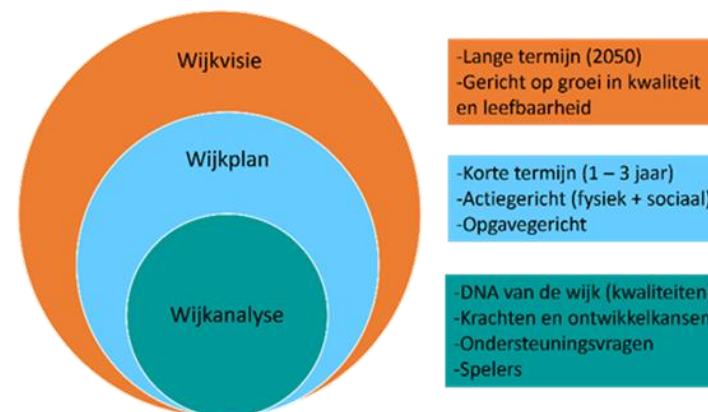 Wijkvisie
-Lange termijn (2050)
-Gericht op groei in kwaliteit
en leefbaarheid
Wijkplan
-Korte termijn (1 – 3 jaar)
-Actiegericht (fysiek + sociaal)
-Opgavegericht
Wijkanalyse
-DNA van de wijk (kwaliteiten
-Krachten en ontwikkelkansen
-Ondersteuningsvragen
-Spelers